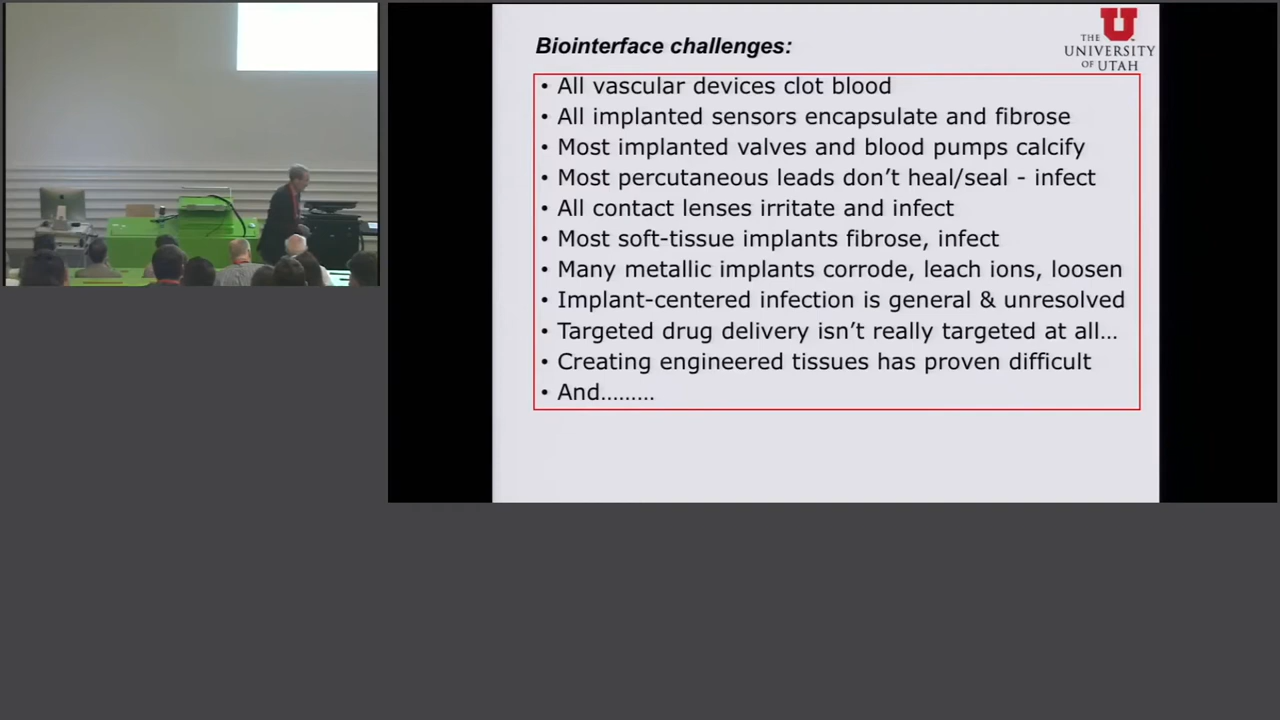 Biointerface challenges:
THE
UNIVERSITY
OF UTAH
• All vascular devices clot blood
• All implanted sensors encapsulate and fibrose
• Most implanted valves and blood pumps calcify
• Most percutaneous leads don’t heal/seal - infect
• All contact lenses irritate and infect
• Most soft-tissue implants fibrose, infect
• Many metallic implants corrode, leach ions, loosen
• Implant-centered infection is general & unresolved
• Targeted drug delivery isn’t really targeted at all…
• Creating engineered tissues has proven difficult
• And………